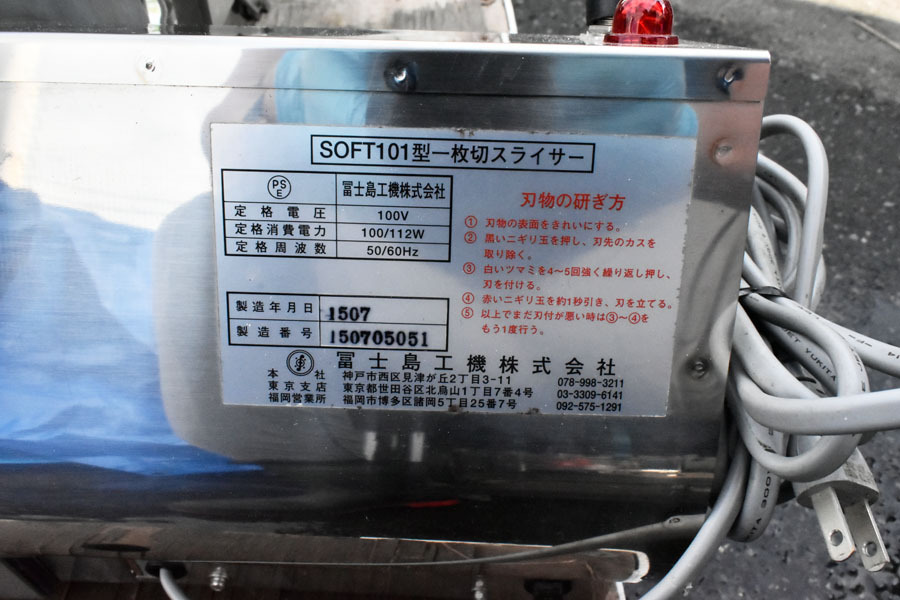 SOFT101型一枚切スライサー
PS E 冨士島工機株式会社
定格電圧 100V
定格消費電力 100/112W
定格周波数 50/60Hz
製造年月日 1507
製造番号 150705051
刃物の研ぎ方
① 刃物の表面をきれいにする。
② 黒いニギリ玉を押し、刃先のカスを
取り除く。
③ 白いツマミを4～5回強く繰り返し押し、
刃を付ける。
④ 赤いニギリ玉を約1秒引き、刃を立てる。
⑤ 以上でまだ刃付が悪い時は③～④を
もう1度行う。
冨士島工機株式会社
本社 神戸市西区見津が丘2丁目3-11 078-998-3211
東京支店 東京都世田谷区北烏山1丁目7番4号 03-3309-6141
福岡営業所 福岡市博多区諸岡5丁目25番7号 092-575-1291